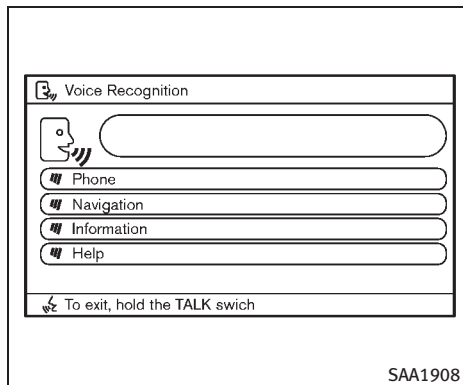 Voice Recognition
Phone
Navigation
Information
Help
To exit, hold the TALK swich
SAA1908